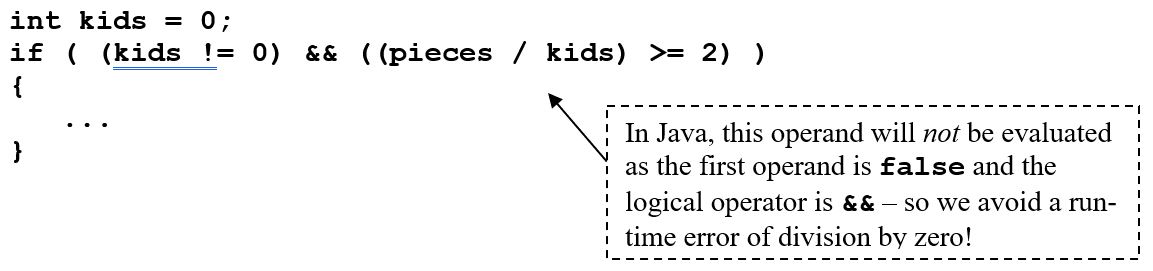 int kids = 0;
if ( (kids != 0) && ((pieces / kids) >= 2) )
{
...
}
In Java, this operand will not be evaluated
as the first operand is false and the
logical operator is && – so we avoid a run-
time error of division by zero!